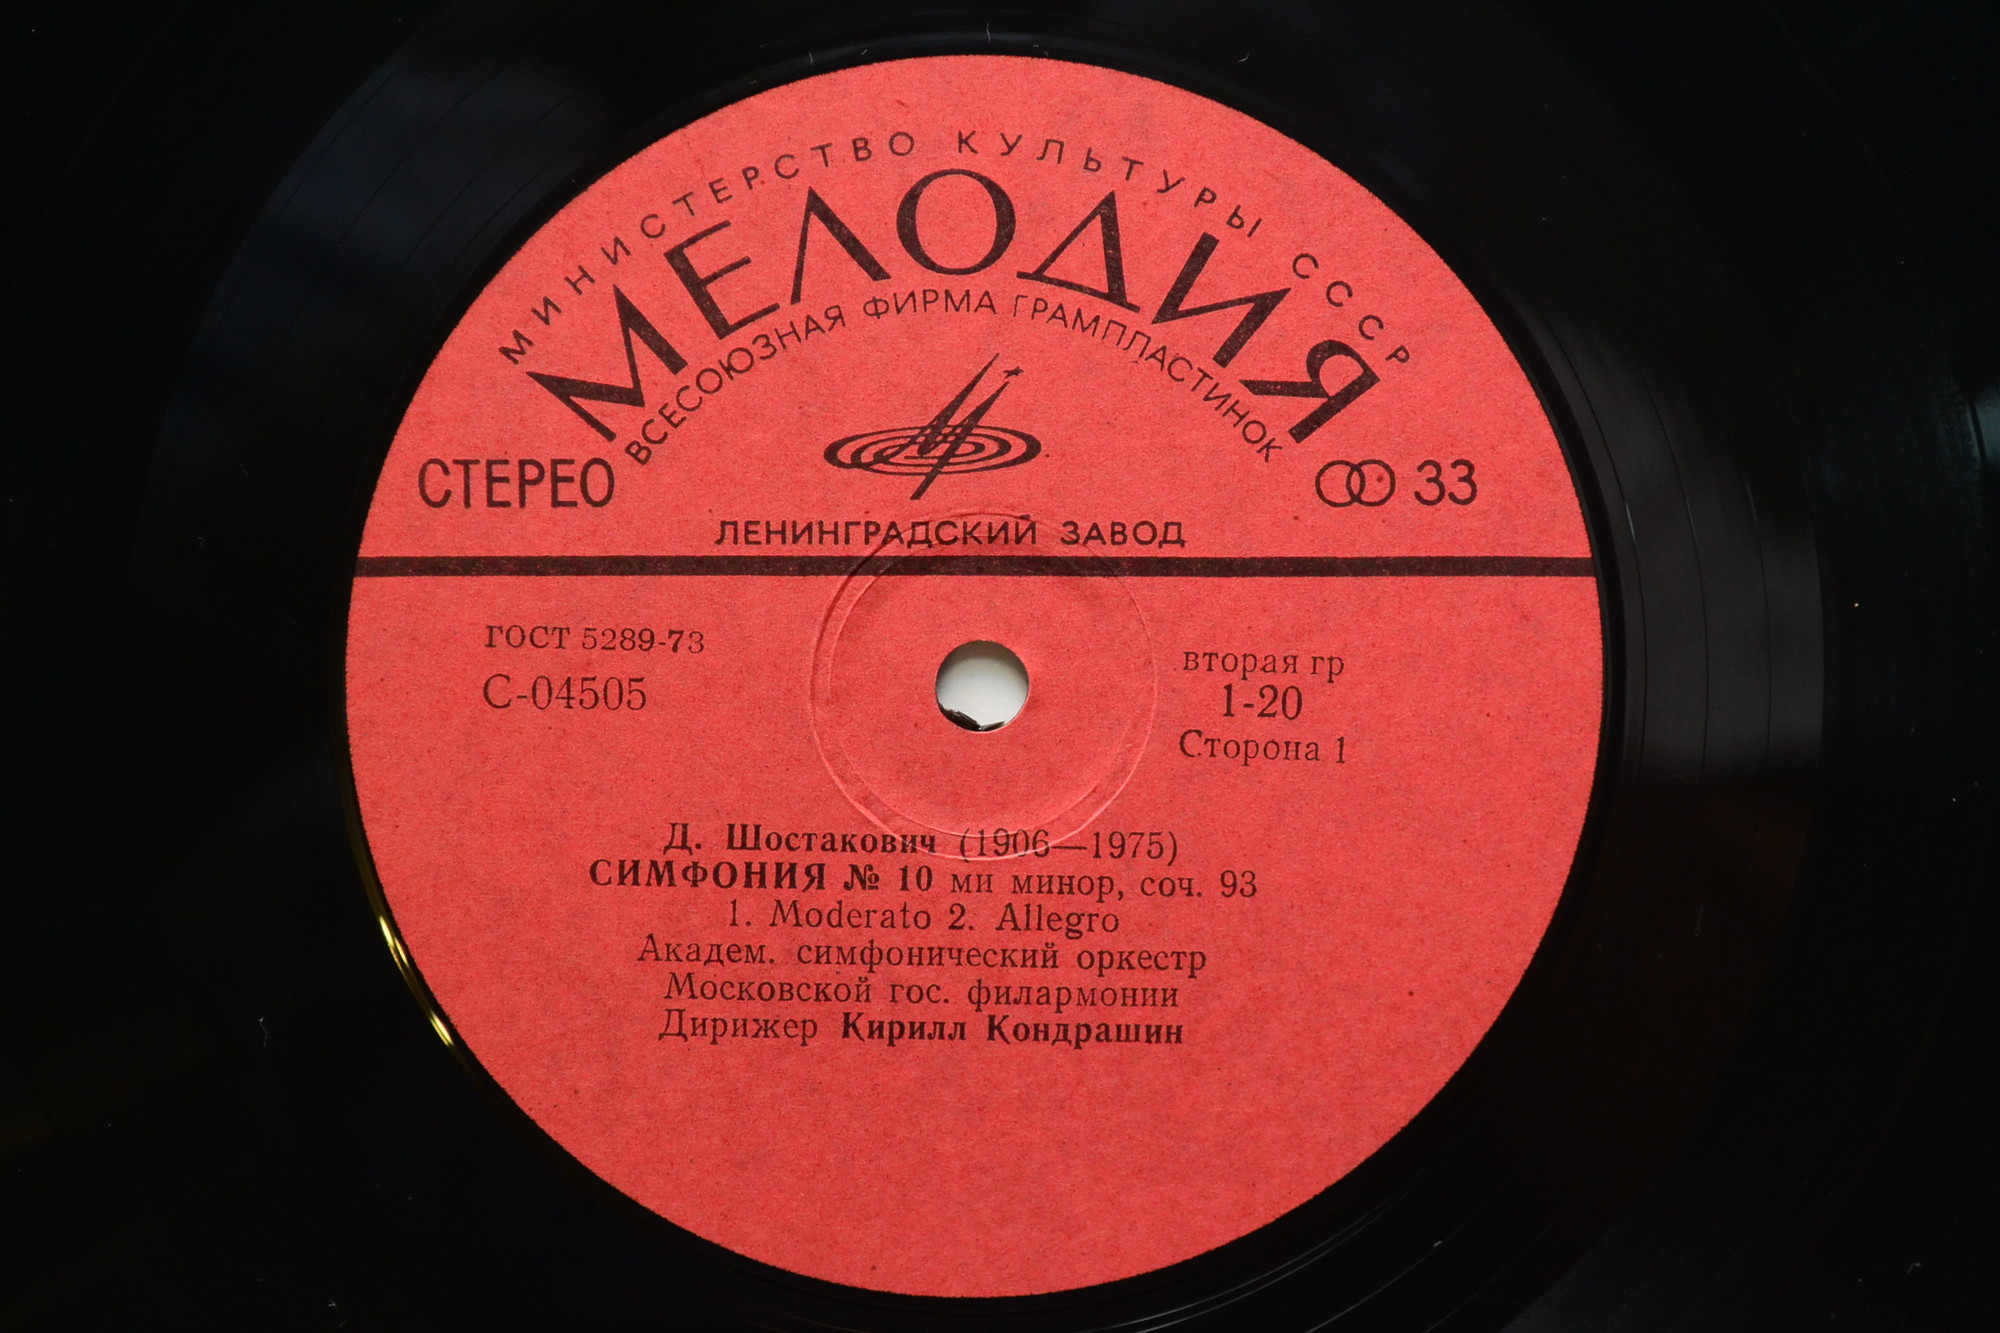 МИНИСТЕРСТВО КУЛЬТУРЫ СССР
МЕЛОДИЯ
ВСЕСОЮЗНАЯ ФИРМА ГРАМПЛАСТИНОК
СТЕРЕО
33
ЛЕНИНГРАДСКИЙ ЗАВОД
ГОСТ 5289-73
С-04505
вторая гр
1-20
Сторона 1
Д. Шостакович (1906—1975)
СИМФОНИЯ № 10 ми минор, соч. 93
1. Moderato 2. Allegro
Академ. симфонический оркестр
Московской гос. филармонии
Дирижер Кирилл Кондрашин